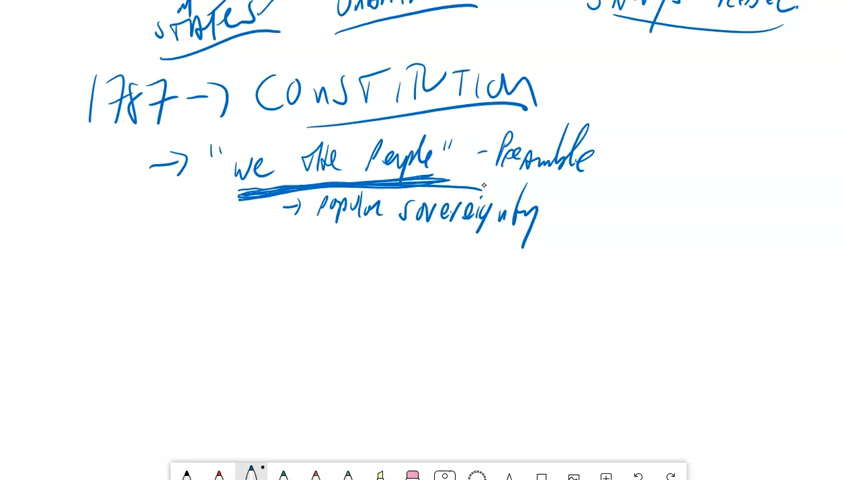 STATES
1787 → CONSTITUTION
→ "we the People" - Preamble
→ popular sovereignty